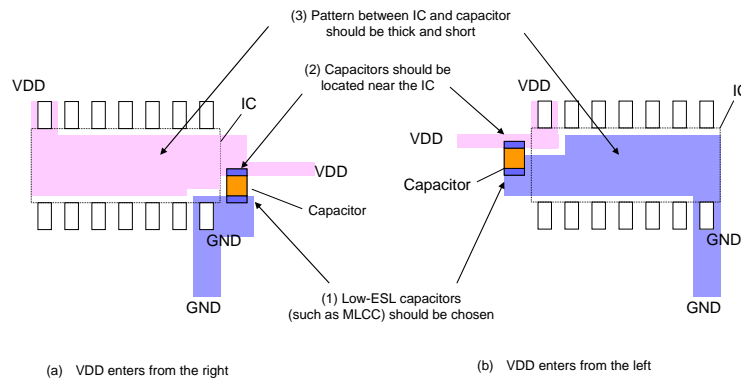 (3) Pattern between IC and capacitor
should be thick and short
(2) Capacitors should be
located near the IC
VDD
IC
VDD
Capacitor
GND
GND
(1) Low-ESL capacitors
(such as MLCC) should be chosen
VDD
IC
VDD
Capacitor
GND
GND
(a) VDD enters from the right
(b) VDD enters from the left